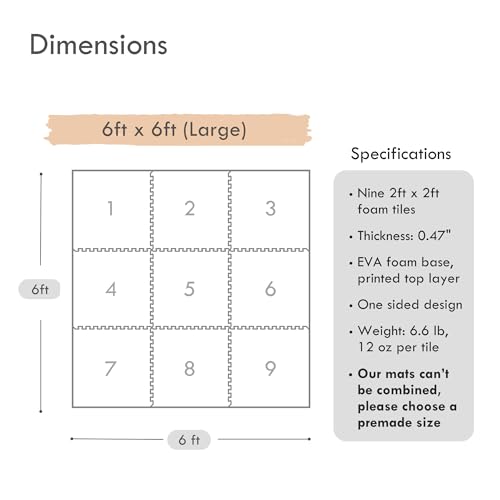 Dimensions
6ft x 6ft (Large)
1 2 3
4 5 6
7 8 9
6ft
6 ft
Specifications
• Nine 2ft x 2ft
foam tiles
• Thickness: 0.47"
• EVA foam base,
printed top layer
• One sided design
• Weight: 6.6 lb,
12 oz per tile
• Our mats can't
be combined,
please choose a
premade size